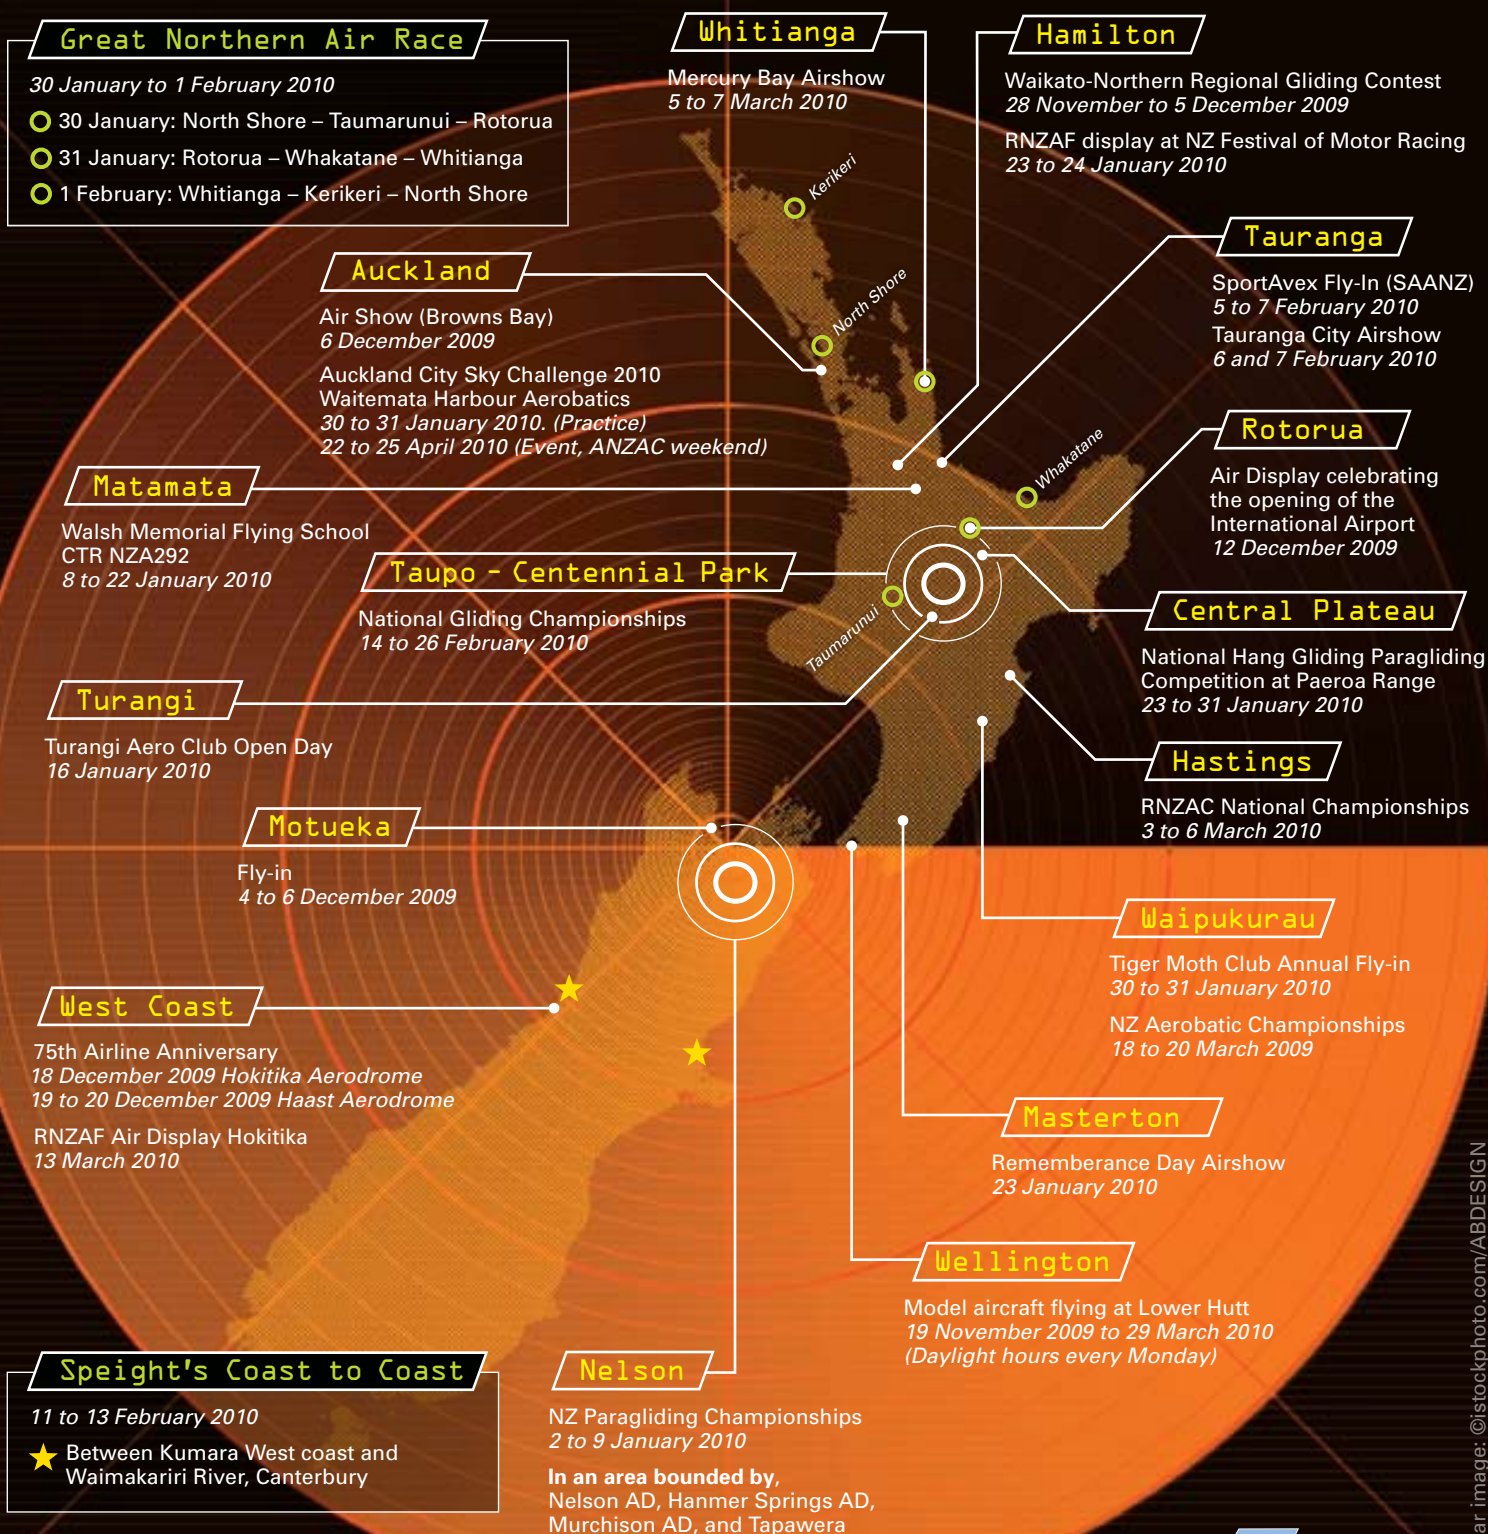 Great Northern Air Race
30 January to 1 February 2010
30 January: North Shore – Taumarunui – Rotorua
31 January: Rotorua – Whakatane – Whitianga
1 February: Whitianga – Kerikeri – North Shore
Whitianga
Mercury Bay Airshow
5 to 7 March 2010
Hamilton
Waikato-Northern Regional Gliding Contest
28 November to 5 December 2009
RNZAF display at NZ Festival of Motor Racing
23 to 24 January 2010
Kerikeri
North Shore
Whakatane
Taumarunui
Auckland
Air Show (Browns Bay)
6 December 2009
Auckland City Sky Challenge 2010
Waitemata Harbour Aerobatics
30 to 31 January 2010. (Practice)
22 to 25 April 2010 (Event, ANZAC weekend)
Tauranga
SportAvex Fly-In (SAANZ)
5 to 7 February 2010
Tauranga City Airshow
6 and 7 February 2010
Matamata
Walsh Memorial Flying School
CTR NZA292
8 to 22 January 2010
Rotorua
Air Display celebrating
the opening of the
International Airport
12 December 2009
Taupo - Centennial Park
National Gliding Championships
14 to 26 February 2010
Central Plateau
National Hang Gliding Paragliding
Competition at Paeroa Range
23 to 31 January 2010
Turangi
Turangi Aero Club Open Day
16 January 2010
Hastings
RNZAC National Championships
3 to 6 March 2010
Motueka
Fly-in
4 to 6 December 2009
Waipukurau
Tiger Moth Club Annual Fly-in
30 to 31 January 2010
NZ Aerobatic Championships
18 to 20 March 2009
West Coast
75th Airline Anniversary
18 December 2009 Hokitika Aerodrome
19 to 20 December 2009 Haast Aerodrome
RNZAF Air Display Hokitika
13 March 2010
Masterton
Rememberance Day Airshow
23 January 2010
Wellington
Model aircraft flying at Lower Hutt
19 November 2009 to 29 March 2010
(Daylight hours every Monday)
Speight's Coast to Coast
11 to 13 February 2010
Between Kumara West coast and
Waimakariri River, Canterbury
Nelson
NZ Paragliding Championships
2 to 9 January 2010
In an area bounded by,
Nelson AD, Hanmer Springs AD,
Murchison AD, and Tapawera
ar image: ©istockphoto.com/ABDESIGN